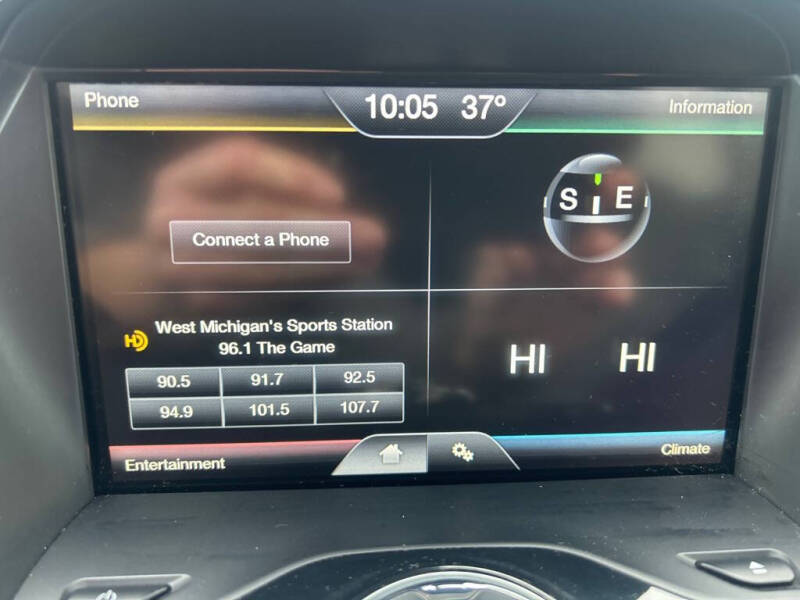 Phone
10:05 37°
Information
S E
Connect a Phone
HD
West Michigan's Sports Station
96.1 The Game
90.5 91.7 92.5
94.9 101.5 107.7
HI HI
Entertainment
Climate